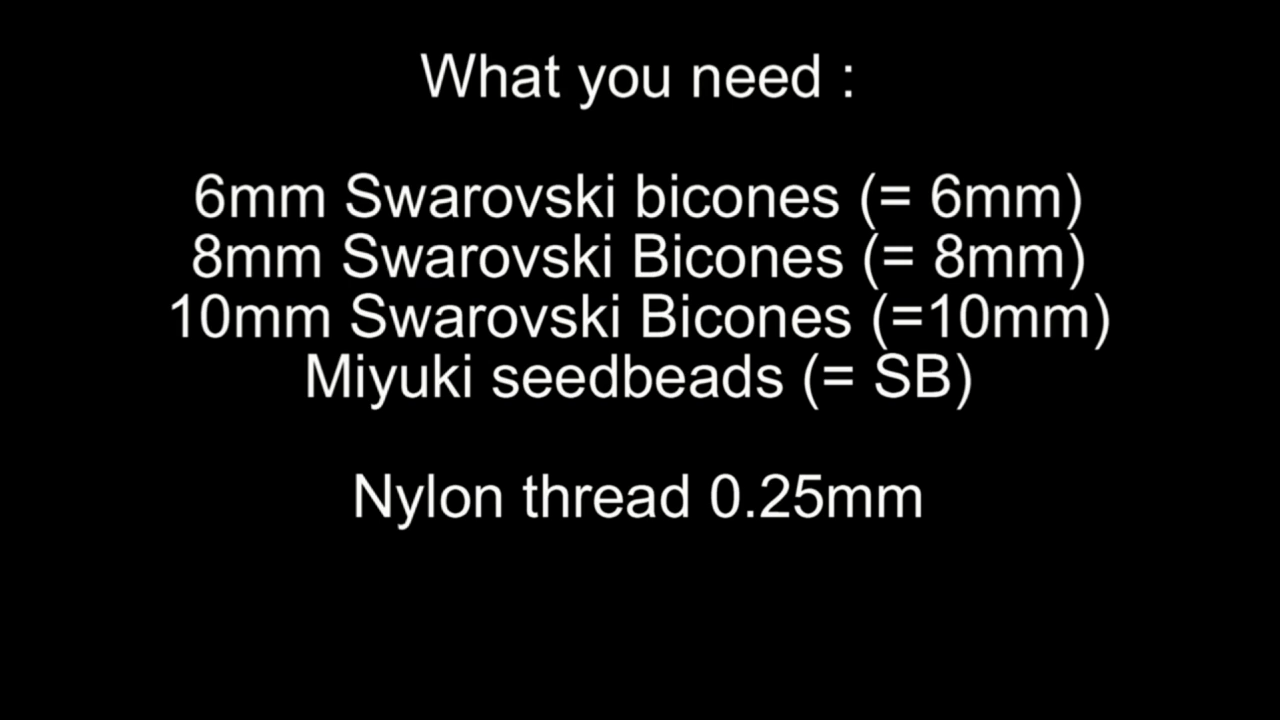 What you need :
6mm Swarovski bicones (= 6mm)
8mm Swarovski Bicones (= 8mm)
10mm Swarovski Bicones (=10mm)
Miyuki seedbeads (= SB)
Nylon thread 0.25mm